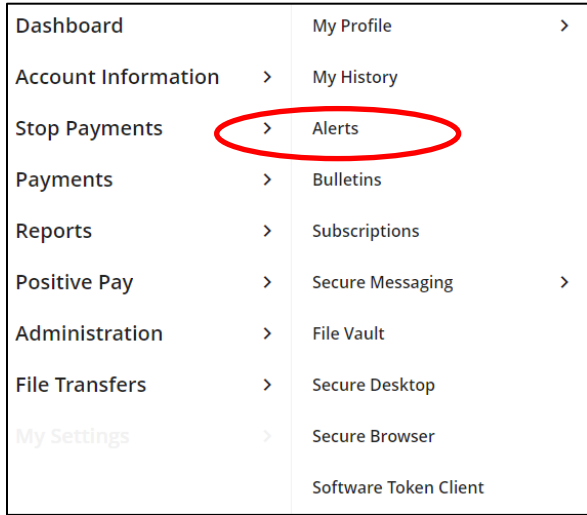 Dashboard
Account Information >
Stop Payments >
Payments >
Reports >
Positive Pay >
Administration >
File Transfers >
My Settings >
My Profile >
My History
Alerts
Bulletins
Subscriptions
Secure Messaging >
File Vault
Secure Desktop
Secure Browser
Software Token Client